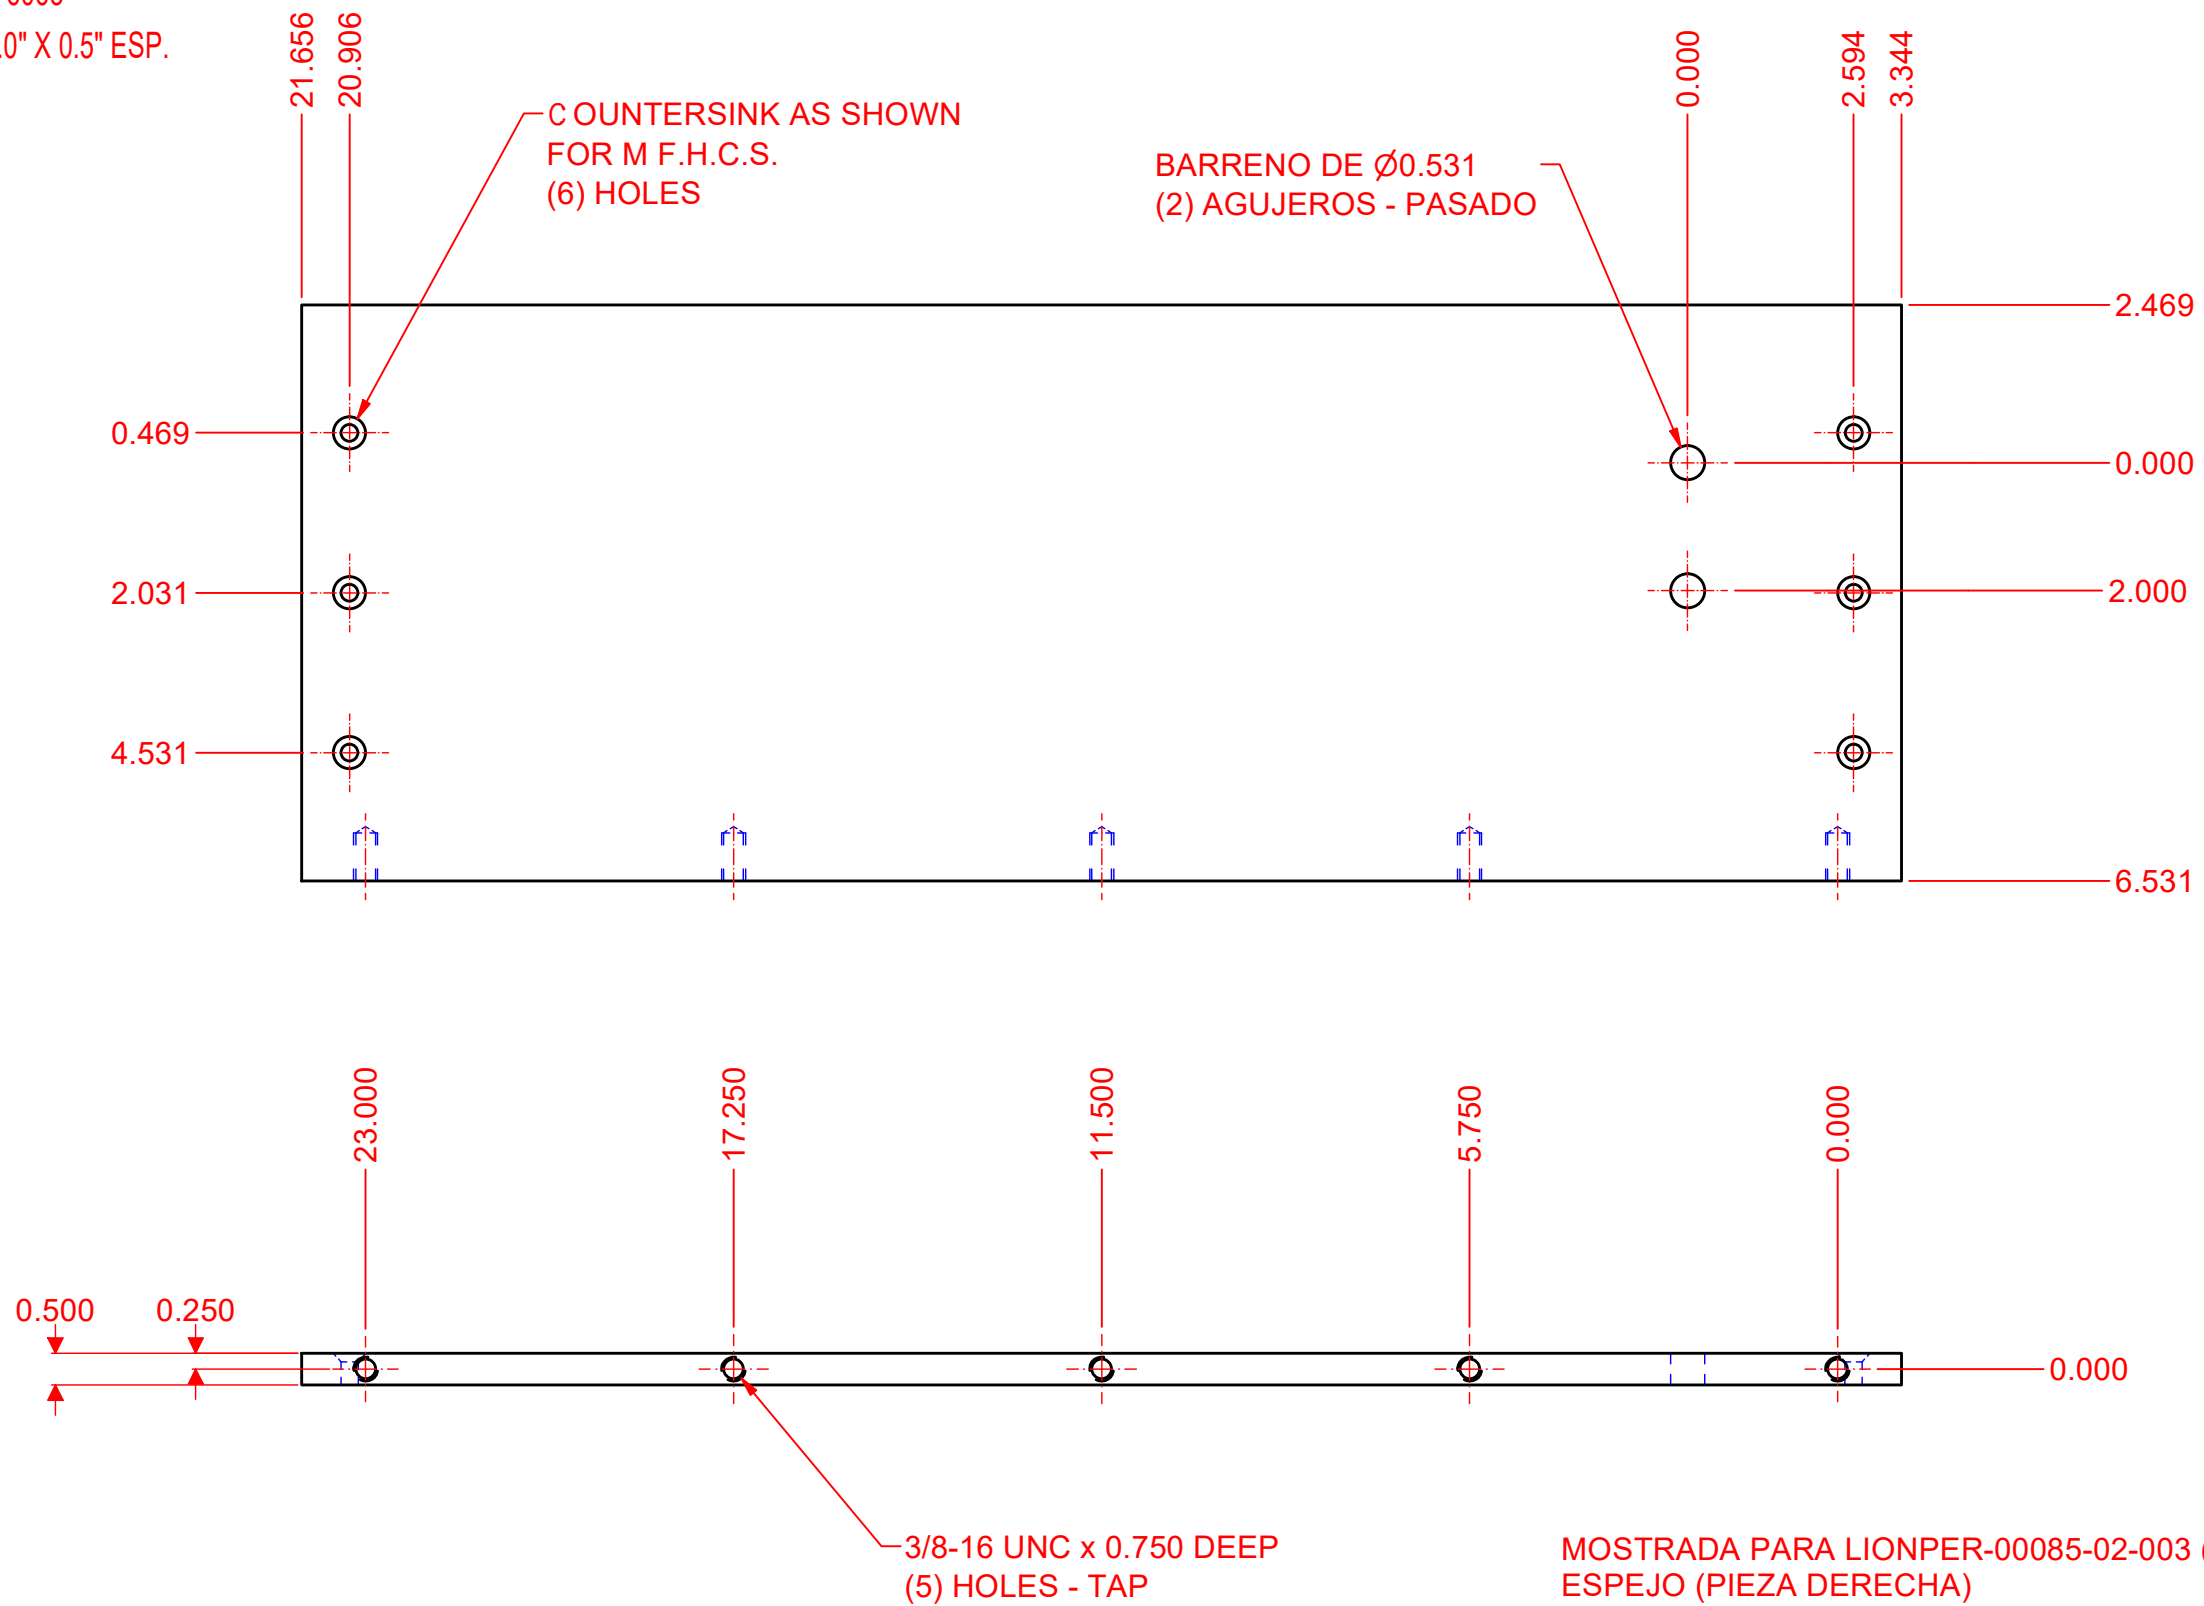 .0" X 0.5" ESP.
21.656
20.906
0.000
2.594
3.344
C OUNTERSINK AS SHOWN
FOR M F.H.C.S.
(6) HOLES
BARRENO DE Ø0.531
(2) AGUJEROS - PASADO
2.469
0.469
0.000
2.031
2.000
4.531
6.531
23.000
17.250
11.500
5.750
0.000
0.500
0.250
0.000
3/8-16 UNC x 0.750 DEEP
(5) HOLES - TAP
MOSTRADA PARA LIONPER-00085-02-003 (
ESPEJO (PIEZA DERECHA)